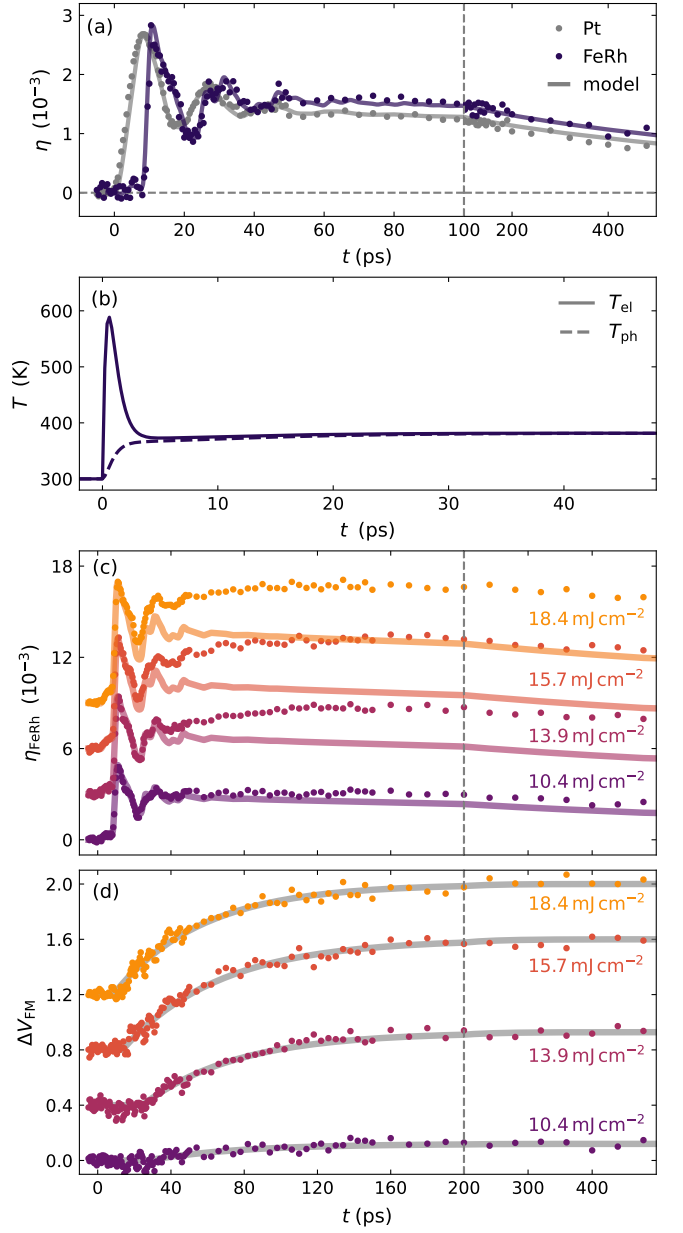 (a)
Pt
FeRh
model
η (10⁻³)
3
2
1
0
0 20 40 60 80 100 200 400
t (ps)
(b)
T_el
T_ph
T (K)
600
500
400
300
0 10 20 30 40
t (ps)
(c)
η_FeRh (10⁻³)
18
12
6
0
18.4 mJ cm⁻²
15.7 mJ cm⁻²
13.9 mJ cm⁻²
10.4 mJ cm⁻²
(d)
ΔV_FM
2.0
1.6
1.2
0.8
0.4
0.0
18.4 mJ cm⁻²
15.7 mJ cm⁻²
13.9 mJ cm⁻²
10.4 mJ cm⁻²
0 40 80 120 160 200 300 400
t (ps)